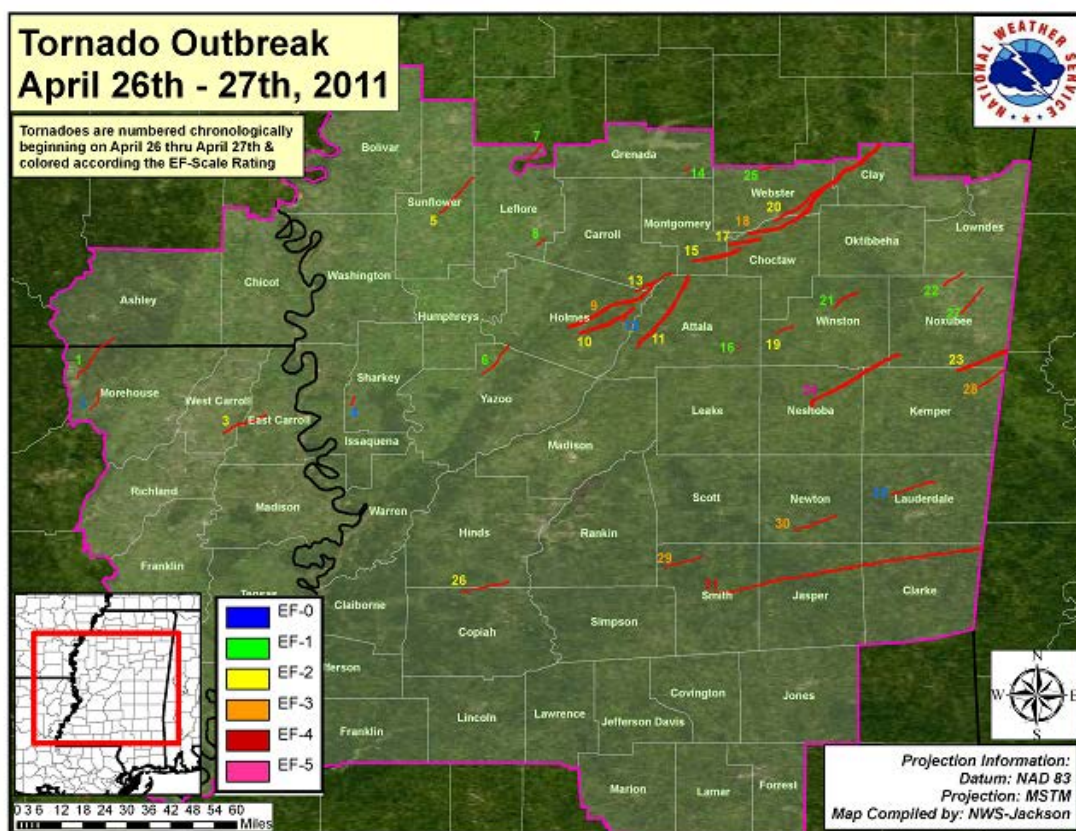 Tornado Outbreak
April 26th - 27th, 2011
Tornadoes are numbered chronologically
beginning on April 26 thru April 27th &
colored according the EF-Scale Rating
NATIONAL WEATHER SERVICE
7
Bolivar
Grenada
14
25
Clay
Webster
Sunflower
5
Leflore
20
8
Carroll
Montgomery
18
17
Lowndes
15
Oktibbeha
Choctaw
Chicot
Washington
13
Ashley
22
9
21
Humphreys
Holmes
Attala
Winston
27
Noxubee
10
11
16
19
1
6
Sharkey
23
Morehouse
28
West Carroll
Yazoo
3
East Carroll
4
Leake
Neshoba
Kemper
Issaquena
Madison
Richland
Scott
Newton
Lauderdale
Madison
Warren
30
Hinds
Rankin
Franklin
29
26
Smith
Jasper
Clarke
Claiborne
Simpson
Copiah
fferson
Covington
Jones
Lincoln
Lawrence
Jefferson Davis
Franklin
Marion
Lamar
Forrest
EF-0
EF-1
EF-2
EF-3
EF-4
EF-5
N
W E
S
0 3 6 12 18 24 30 36 42 48 54 60
Miles
Projection Information:
Datum: NAD 83
Projection: MSTM
Map Compiled by: NWS-Jackson